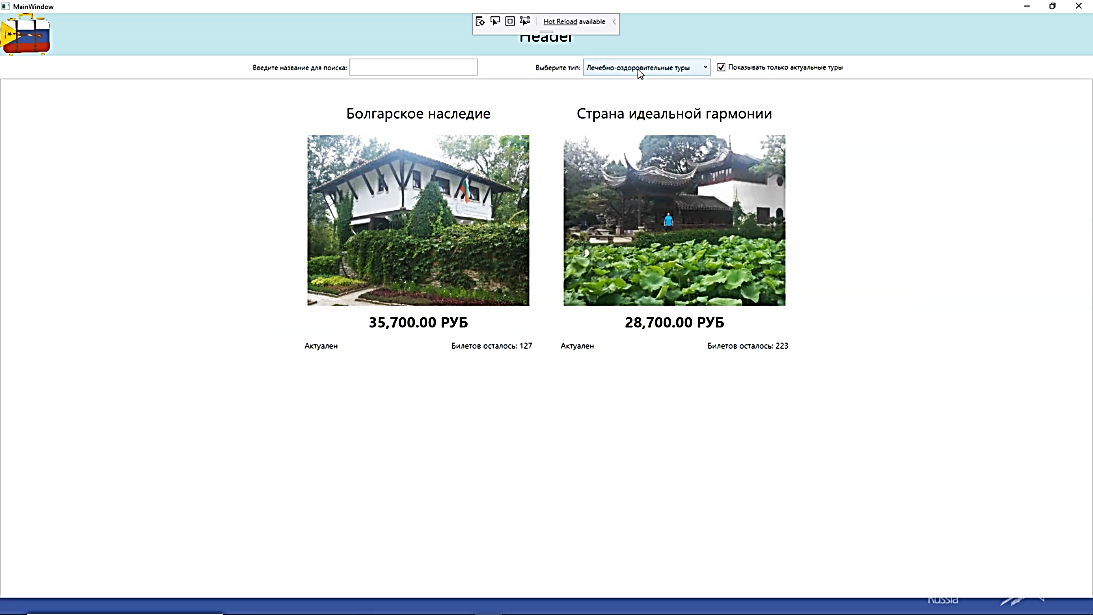 MainWindow
Hot Reload available
Header
Введите название для поиска:
Выберите тип: Лечебно-оздоровительные туры
Показывать только актуальные туры
Болгарское наследие
Страна идеальной гармонии
35,700.00 РУБ
28,700.00 РУБ
Актуален
Билетов осталось: 127
Актуален
Билетов осталось: 223
Russia